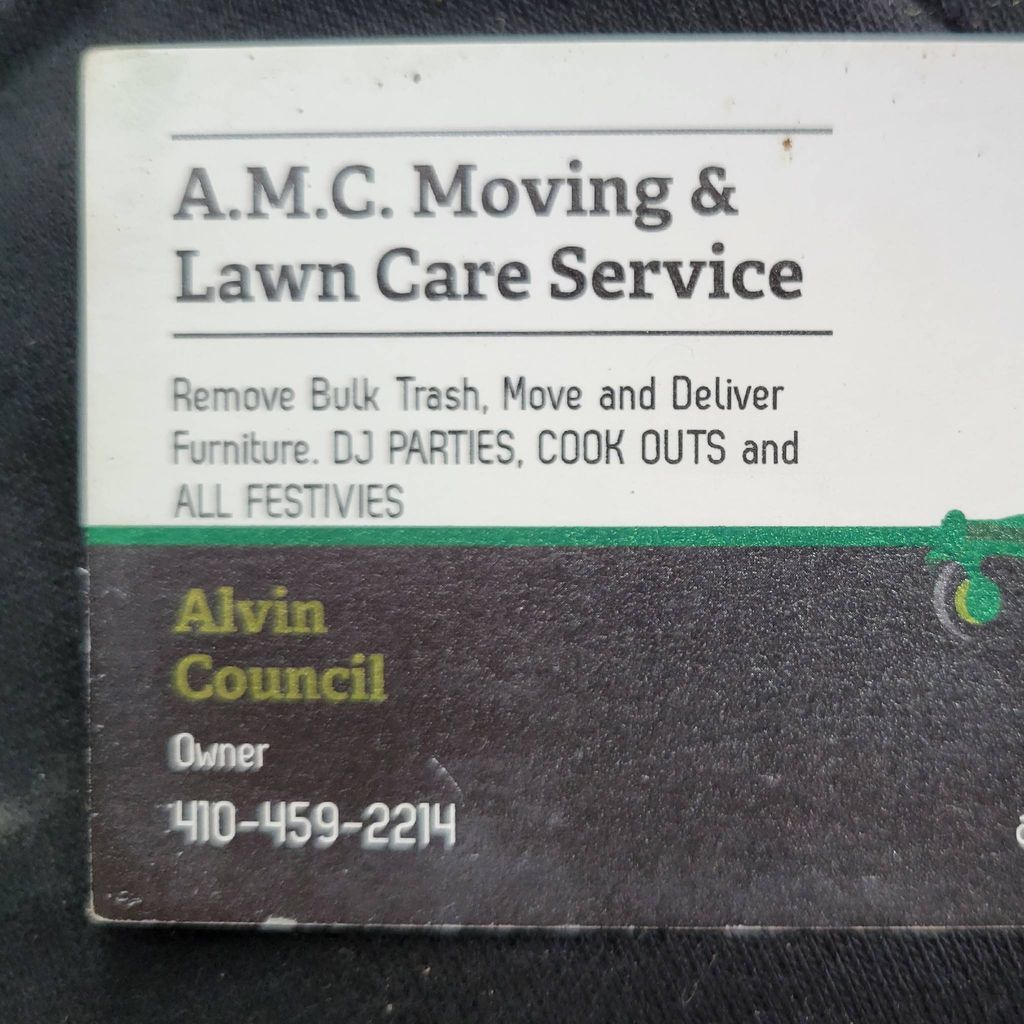 A.M.C. Moving &
Lawn Care Service
Remove Bulk Trash, Move and Deliver
Furniture. DJ PARTIES, COOK OUTS and
ALL FESTIVIES
Alvin
Council
Owner
410-459-2214